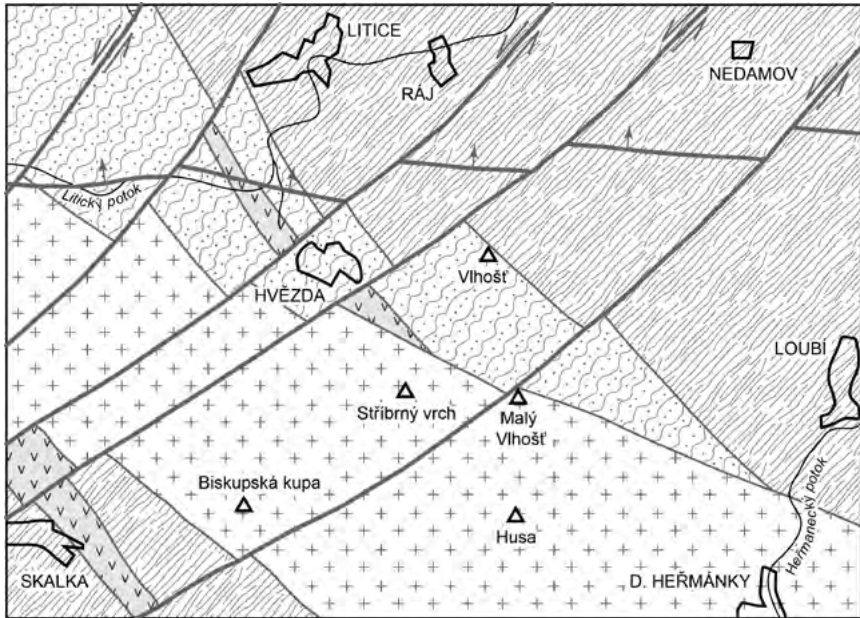 LITICE
RÁJ
NEDAMOV
Litický potok
HVĚZDA
Vlhošť
LOUBÍ
Stříbrný vrch
Malý
Vlhošť
Biskupská kupa
Husa
Heřmanecký potok
SKALKA
D. HEŘMÁNKY